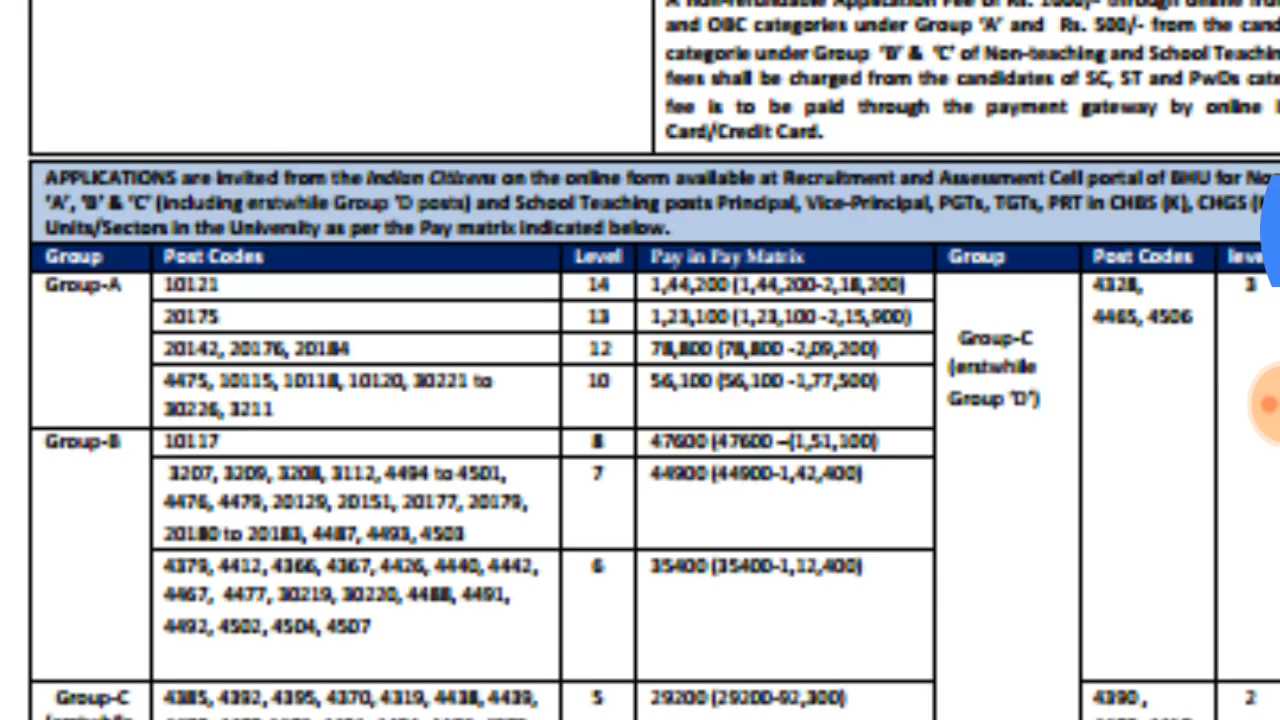 A non-refundable Application Fee of Rs. 1000/- through online
and OBC categories under Group 'A' and Rs. 500/- from the
categorie under Group 'B' & 'C' of Non-teaching and School
fees shall be charged from the candidates of SC, ST and PwDs
fee is to be paid through the payment gateway by online
Card/Credit Card.
APPLICATIONS are invited from the Indian Citizens on the online form available at Recruitment and Assessment Cell portal of BHU for
'A', 'B' & 'C' (including erstwhile Group 'D posts) and School Teaching posts Principal, Vice-Principal, PGTs, TGTs, PRT in CHBS (K), CHGS
Units/Sectors in the University as per the Pay matrix indicated below.
Group Post Codes Level Pay in Pay Matrix Group Post Codes
Group-A 10121 14 1,44,200 (1,44,200-2,18,200) 4328, 3
20175 13 1,23,100 (1,23,100 -2,15,900) 4465, 4506
20142, 20176, 20184 12 78,800 (78,800 -2,09,200) Group-C
4475, 10115, 10118, 10120, 30221 to 10 56,100 (56,100 -1,77,500) (erstwhile
30226, 3211 Group 'D')
Group-B 10117 8 47600 (47600 –(1,51,100)
3207, 3209, 3208, 3112, 4494 to 4501, 7 44900 (44900-1,42,400)
4476, 4479, 20129, 20151, 20177, 20179,
20180 to 20183, 4487, 4493, 4503
4379, 4412, 4366, 4367, 4426, 4440, 4442, 6 35400 (35400-1,12,400)
4467, 4477, 30219, 30220, 4488, 4491,
4492, 4502, 4504, 4507
Group-C 4385, 4392, 4395, 4370, 4319, 4438, 4439, 5 29200 (29200-92,300) 4390, 2